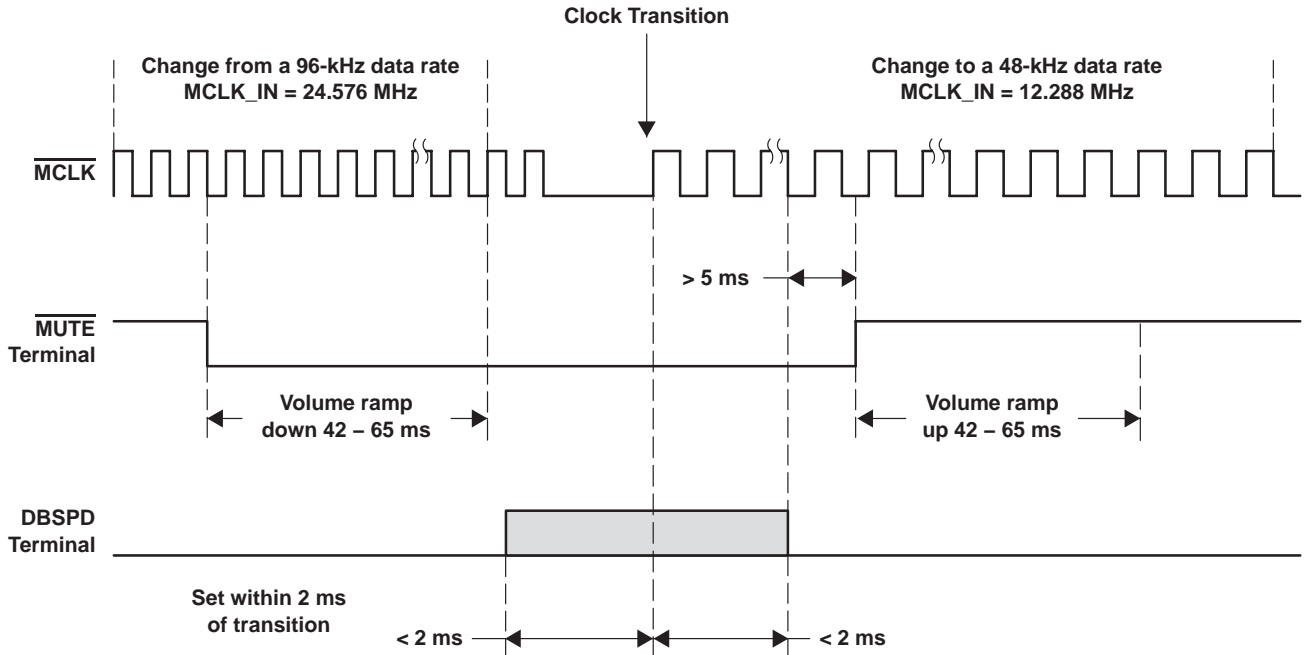 Clock Transition
Change from a 96-kHz data rate
MCLK_IN = 24.576 MHz
Change to a 48-kHz data rate
MCLK_IN = 12.288 MHz
MCLK
> 5 ms
MUTE
Terminal
Volume ramp
down 42 – 65 ms
Volume ramp
up 42 – 65 ms
DBSPD
Terminal
Set within 2 ms
of transition
< 2 ms
< 2 ms